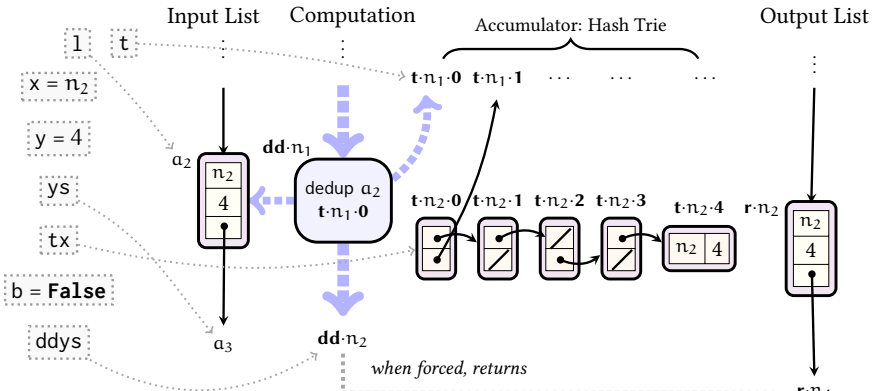 Input List
Computation
Accumulator: Hash Trie
Output List
l
t
x = n₂
y = 4
ys
tx
b = False
ddys
a₂
n₂
4
a₃
dd·n₁
dedup a₂
t·n₁·0
dd·n₂
when forced, returns
t·n₁·0
t·n₁·1
t·n₂·0
t·n₂·1
t·n₂·2
t·n₂·3
t·n₂·4
n₂
4
r·n₂
n₂
4